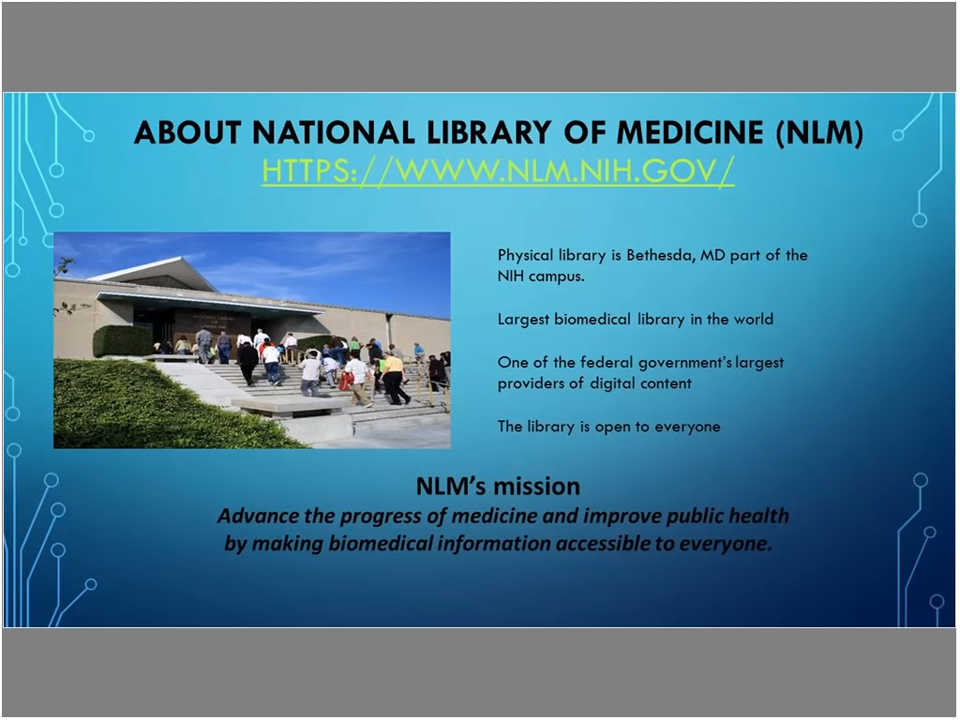 ABOUT NATIONAL LIBRARY OF MEDICINE (NLM)
HTTPS://WWW.NLM.NIH.GOV/
Physical library is Bethesda, MD part of the
NIH campus.
Largest biomedical library in the world
One of the federal government's largest
providers of digital content
The library is open to everyone
NLM's mission
Advance the progress of medicine and improve public health
by making biomedical information accessible to everyone.